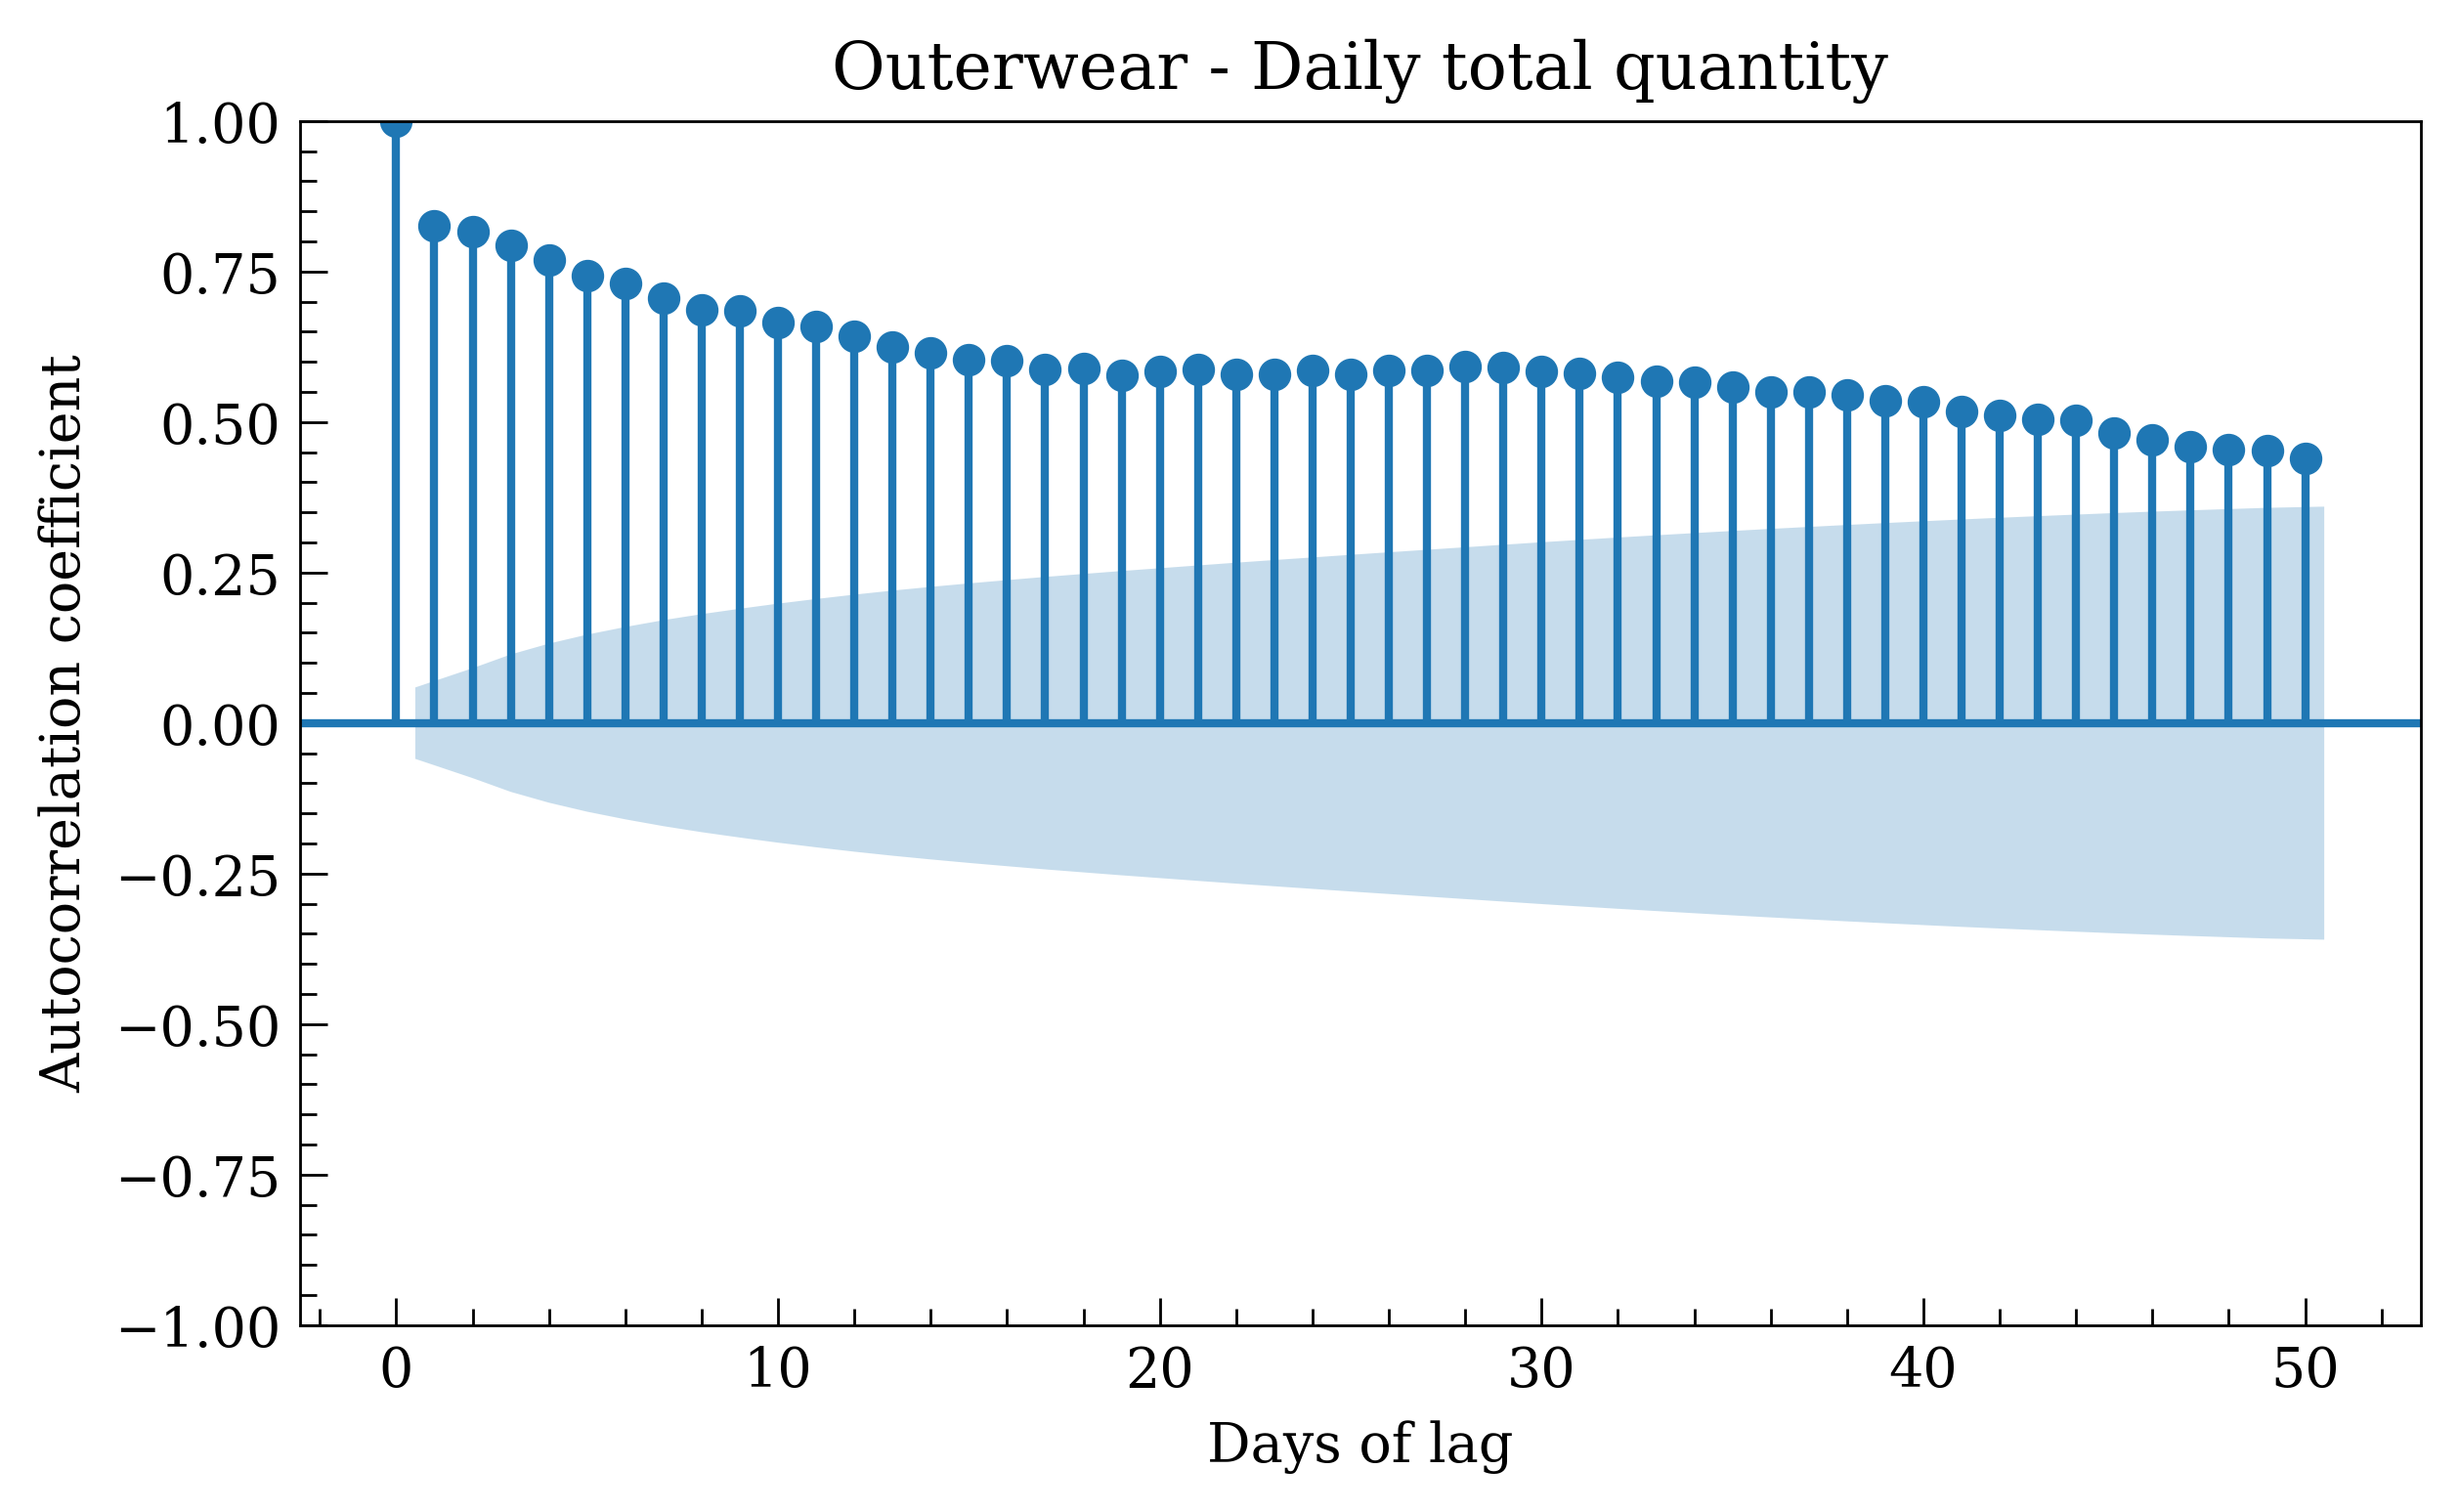 Outerwear - Daily total quantity
1.00
0.75
0.50
0.25
0.00
−0.25
−0.50
−0.75
−1.00
Autocorrelation coefficient
0 10 20 30 40 50
Days of lag